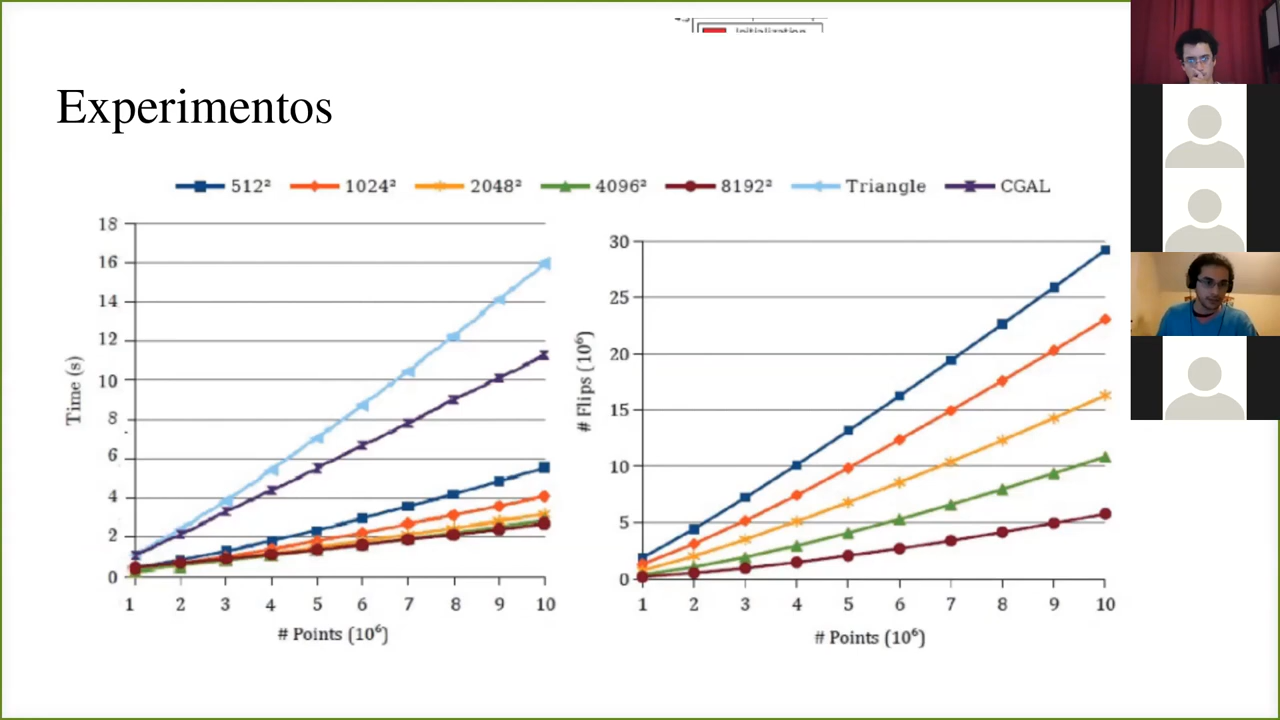 Initialization
Experimentos
512² 1024² 2048² 4096² 8192² Triangle CGAL
18
16
14
12
10
8
6
4
2
0
Time (s)
1 2 3 4 5 6 7 8 9 10
# Points (10⁶)
30
25
20
15
10
5
0
# Flips (10⁶)
1 2 3 4 5 6 7 8 9 10
# Points (10⁶)